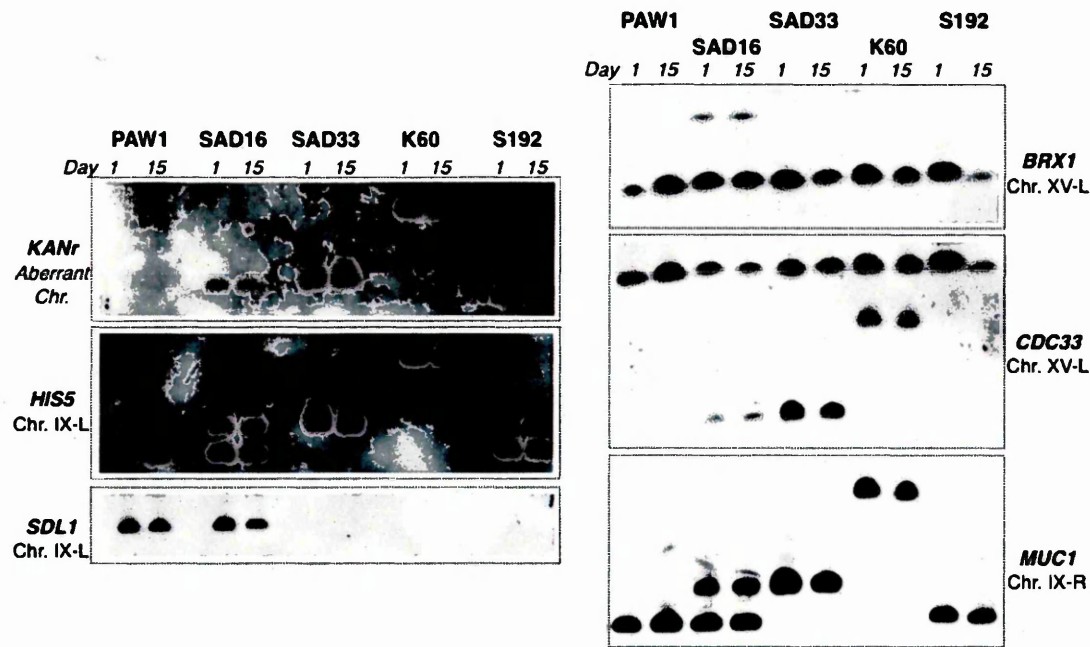 PAW1 SAD16 SAD33 K60 S192
Day 1 15 1 15 1 15 1 15 1 15
KANr
Aberrant
Chr.
HIS5
Chr. IX-L
SDL1
Chr. IX-L
PAW1 SAD33 S192
SAD16 K60
Day 1 15 1 15 1 15 1 15 1 15
BRX1
Chr. XV-L
CDC33
Chr. XV-L
MUC1
Chr. IX-R